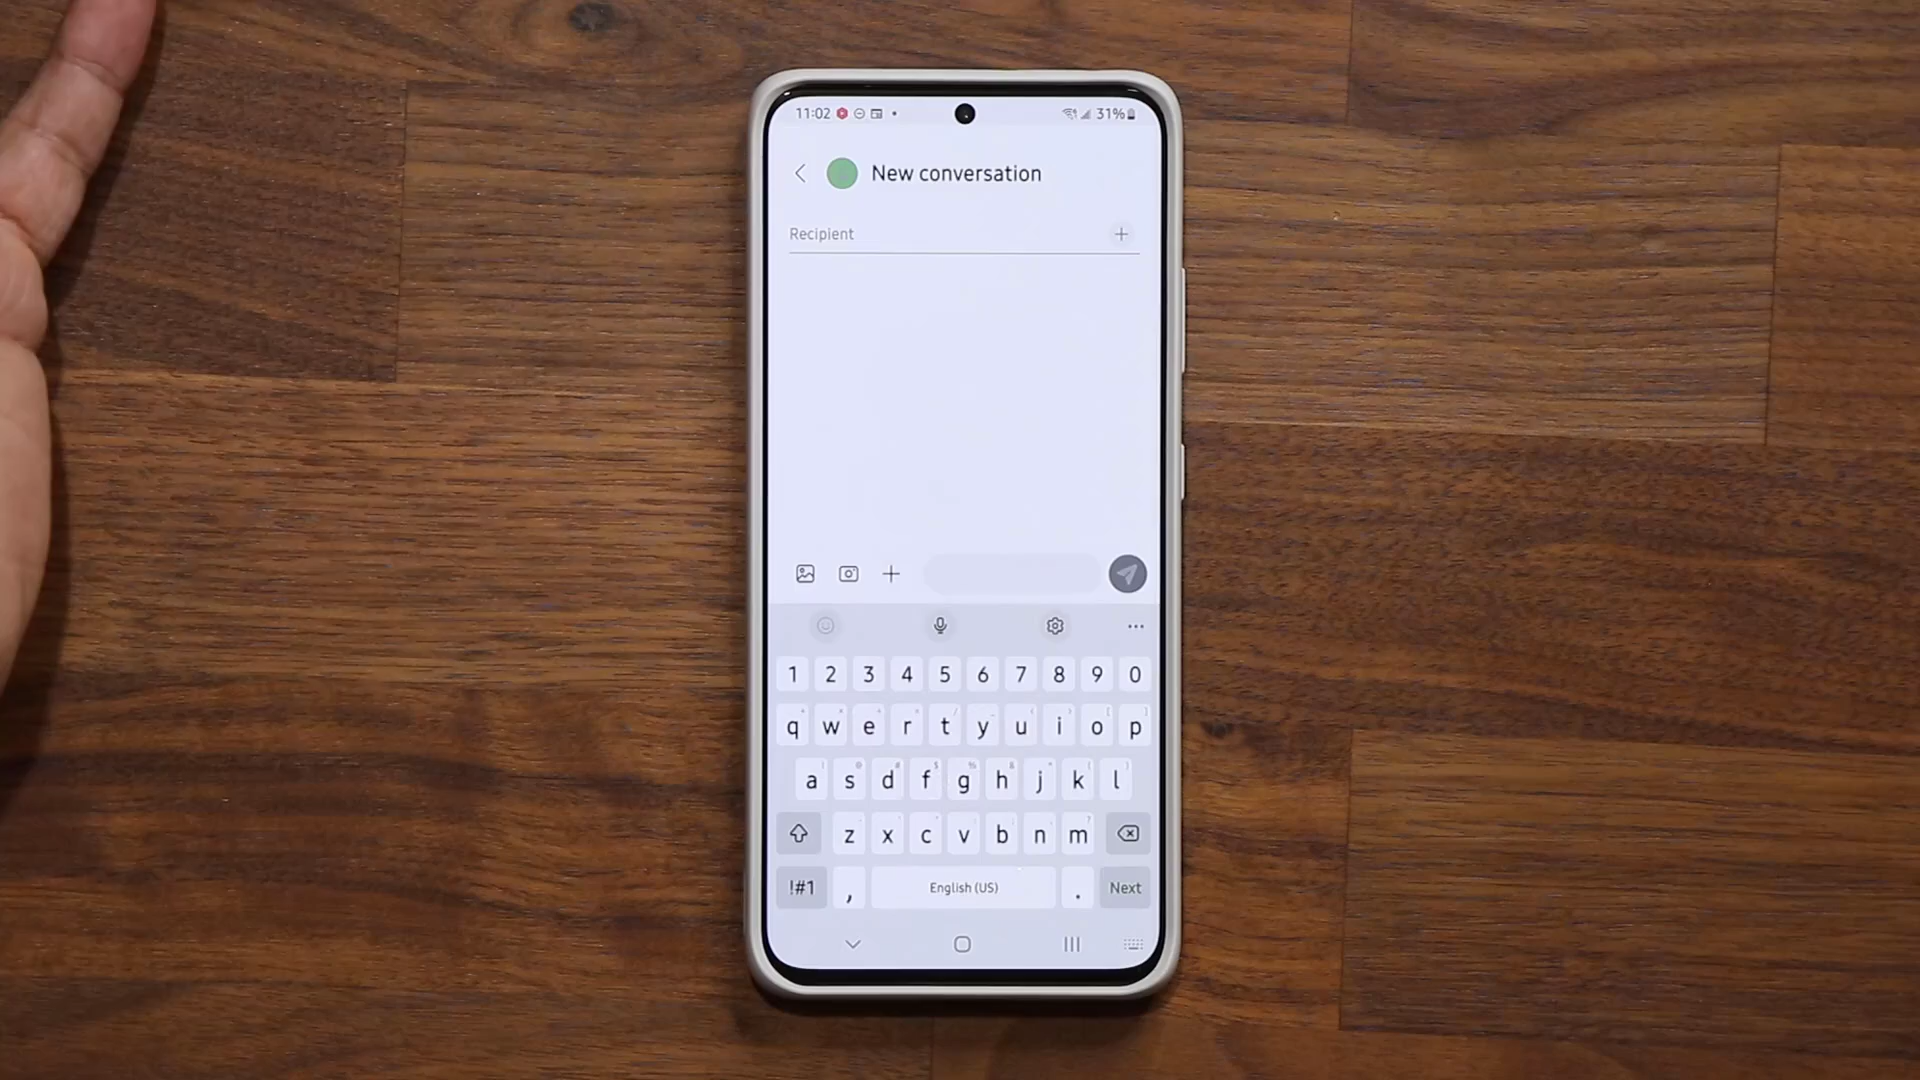 11:02 31%
New conversation
Recipient
1 2 3 4 5 6 7 8 9 0
q w e r t y u i o p
a s d f g h j k l
z x c v b n m
!#1 , English (US) . Next